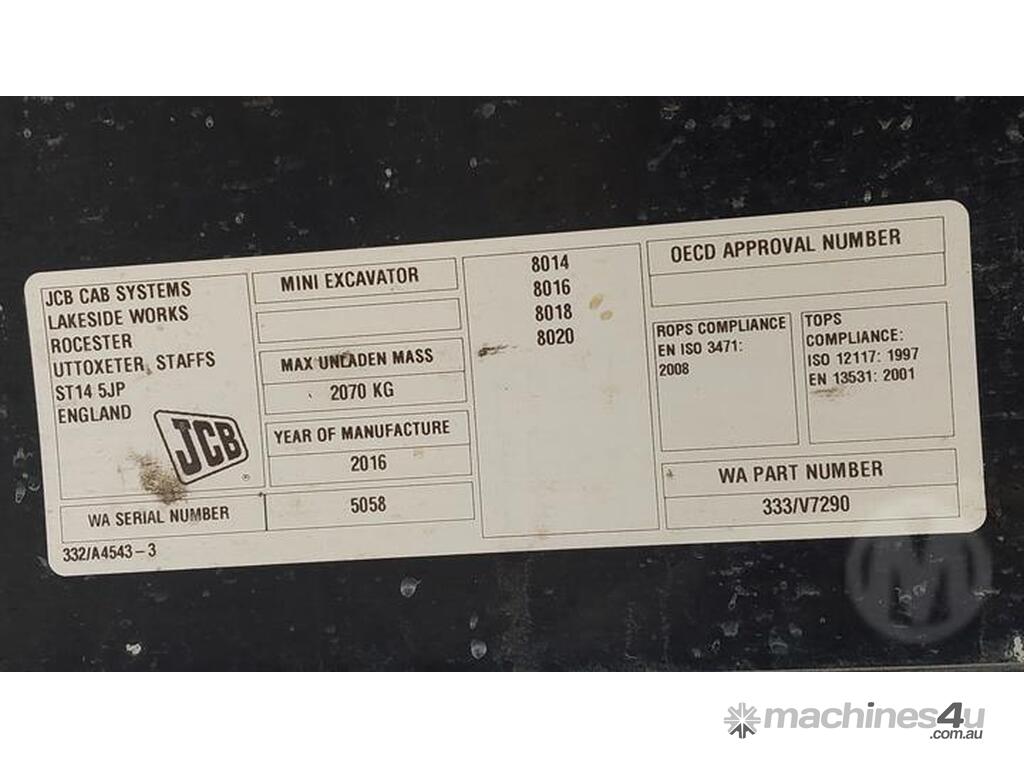 JCB CAB SYSTEMS
LAKESIDE WORKS
ROCESTER
UTTOXETER, STAFFS
ST14 5JP
ENGLAND
JCB ®
WA SERIAL NUMBER
332/A4543-3
MINI EXCAVATOR
MAX UNLADEN MASS
2070 KG
YEAR OF MANUFACTURE
2016
5058
8014
8016
8018
8020
OECD APPROVAL NUMBER
ROPS COMPLIANCE
EN ISO 3471:
2008
TOPS
COMPLIANCE:
ISO 12117: 1997
EN 13531: 2001
WA PART NUMBER
333/V7290
M
machines4u
.com.au